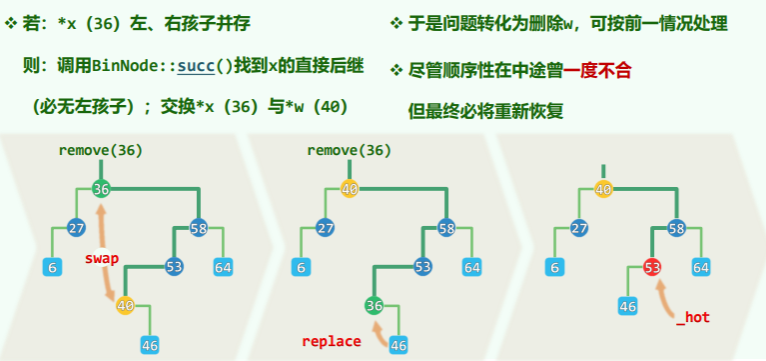 ❖ 若：*x（36）左、右孩子并存
则：调用BinNode::succ()找到x的直接后继
（必无左孩子）；交换*x（36）与*w（40）
❖ 于是问题转化为删除w，可按前一情况处理
❖ 尽管顺序性在中途曾一度不合
但最终必将重新恢复
remove(36)
36
27
58
6
swap
53
64
40
46
remove(36)
40
27
58
6
53
64
36
replace
46
40
27
58
6
53
64
46
_hot